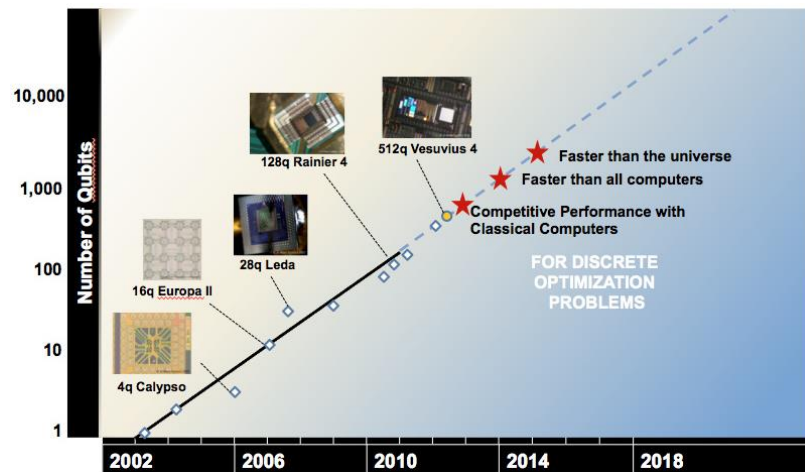 10,000
1,000
100
10
1
Number of Qubits
128q Rainier 4
512q Vesuvius 4
28q Leda
16q Europa II
4q Calypso
Faster than the universe
Faster than all computers
Competitive Performance with
Classical Computers
FOR DISCRETE
OPTIMIZATION
PROBLEMS
2002 2006 2010 2014 2018